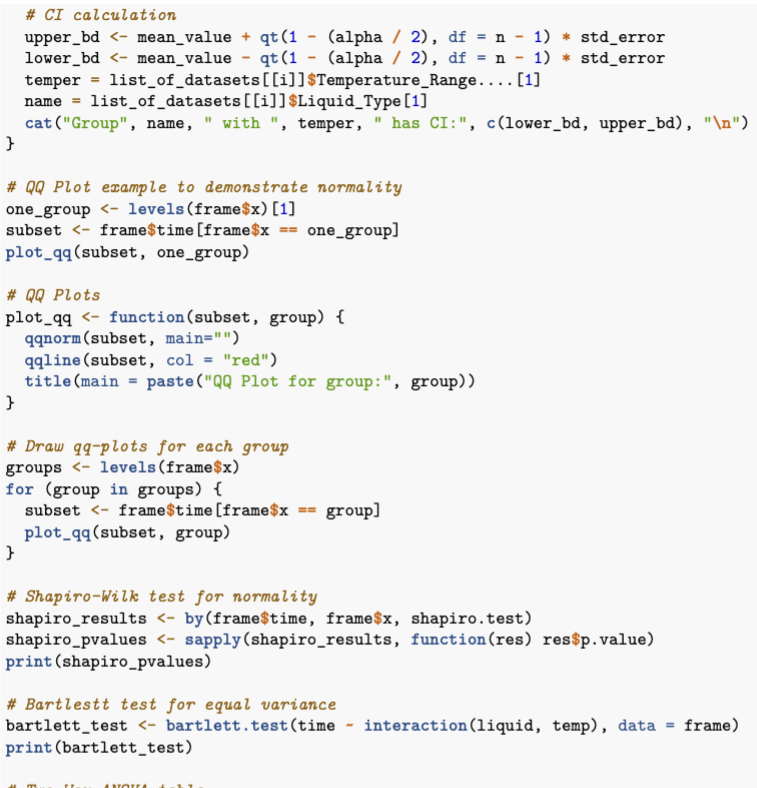 # CI calculation
upper_bd <- mean_value + qt(1 - (alpha / 2), df = n - 1) * std_error
lower_bd <- mean_value - qt(1 - (alpha / 2), df = n - 1) * std_error
temper = list_of_datasets[[i]]$Temperature_Range....[1]
name = list_of_datasets[[i]]$Liquid_Type[1]
cat("Group", name, " with ", temper, " has CI:", c(lower_bd, upper_bd), "\n")
}
# QQ Plot example to demonstrate normality
one_group <- levels(frame$x)[1]
subset <- frame$time[frame$x == one_group]
plot_qq(subset, one_group)
# QQ Plots
plot_qq <- function(subset, group) {
qqnorm(subset, main="")
qqline(subset, col = "red")
title(main = paste("QQ Plot for group:", group))
}
# Draw qq-plots for each group
groups <- levels(frame$x)
for (group in groups) {
subset <- frame$time[frame$x == group]
plot_qq(subset, group)
}
# Shapiro-Wilk test for normality
shapiro_results <- by(frame$time, frame$x, shapiro.test)
shapiro_pvalues <- sapply(shapiro_results, function(res) res$p.value)
print(shapiro_pvalues)
# Bartlestt test for equal variance
bartlett_test <- bartlett.test(time ~ interaction(liquid, temp), data = frame)
print(bartlett_test)